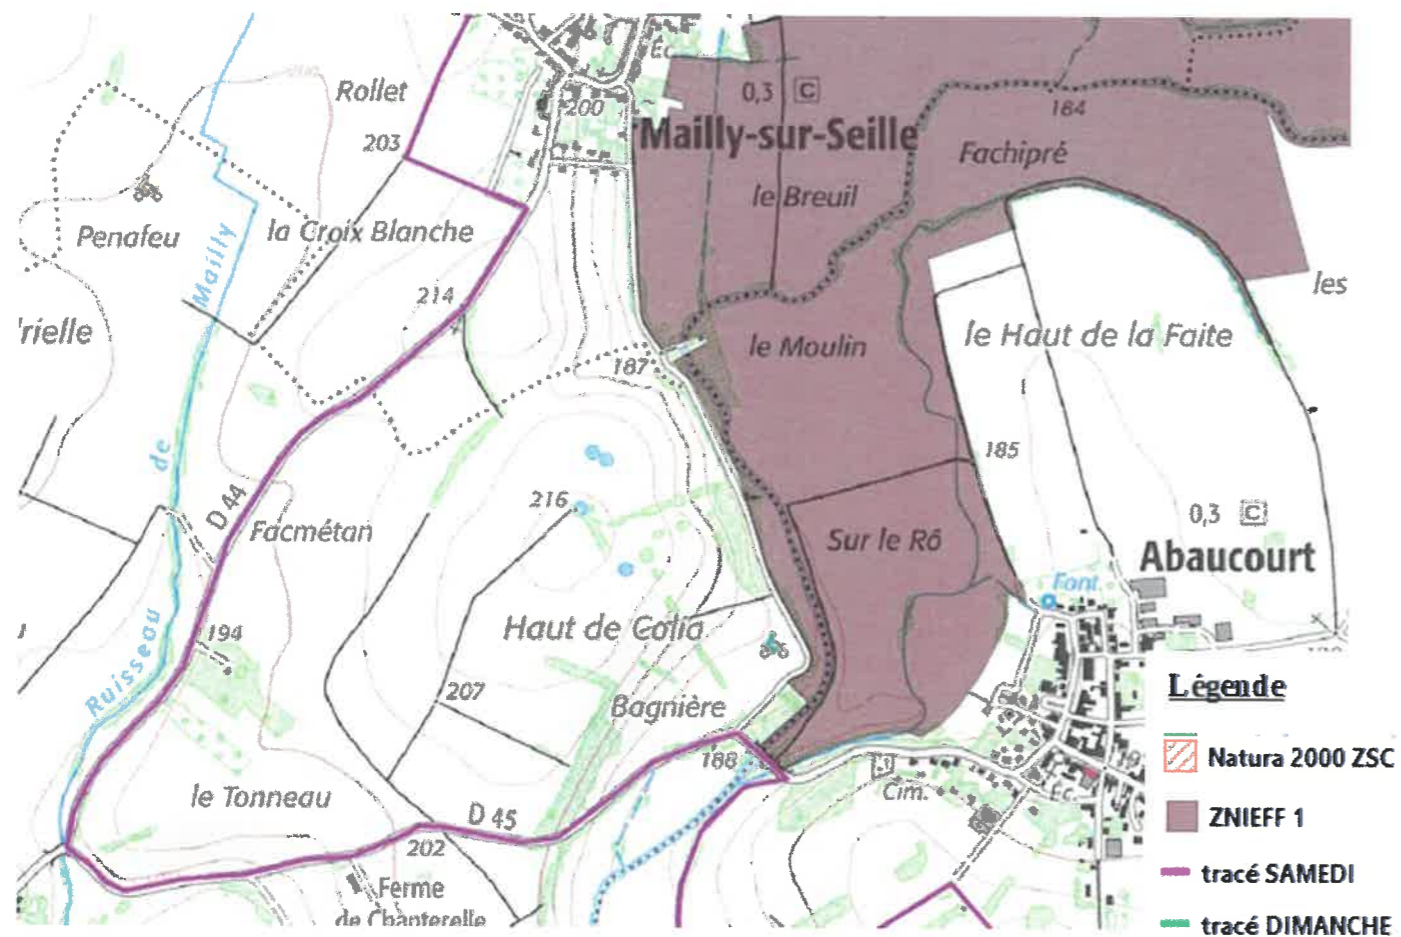 Rollet
Éc.
200
203
Mailly-sur-Seille
0,3 C
184
Fachipré
le Breuil
Penafeu
la Croix Blanche
214
les
'rielle
187
le Moulin
le Haut de la Faite
Ruisseau de Mailly
185
D 44
216
Facmétan
Sur le Rô
0,3 C
Abaucourt
Font.
194
Haut de Colia
207
Bagnière
188
Cim.
Éc.
le Tonneau
D 45
202
Ferme
de Chanterelle
Légende
Natura 2000 ZSC
ZNIEFF 1
tracé SAMEDI
tracé DIMANCHE